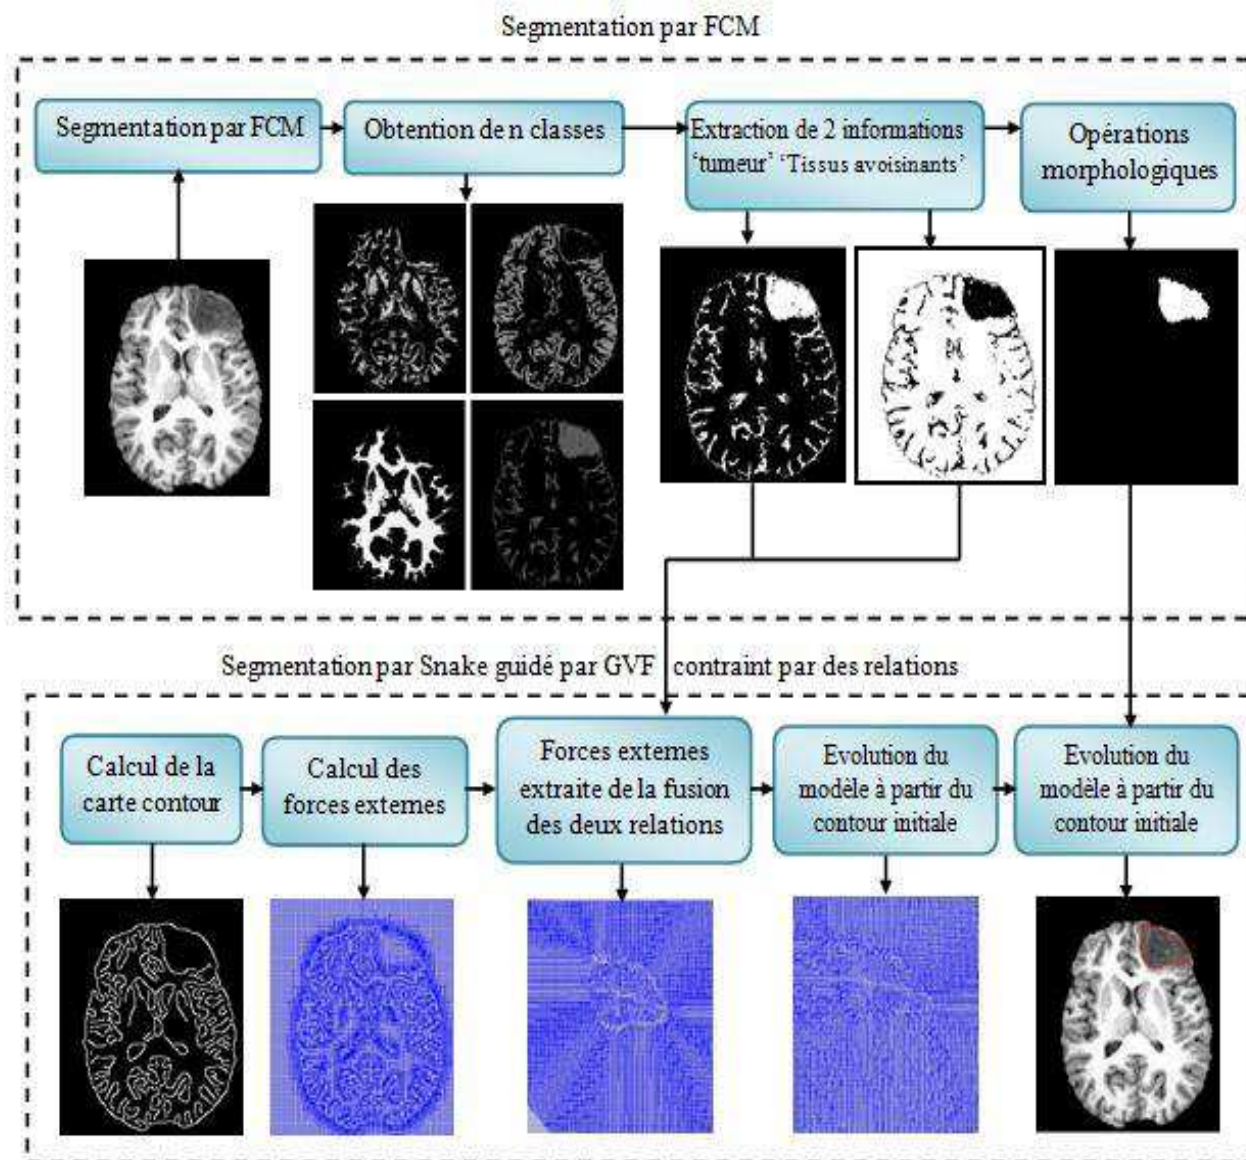 Segmentation par FCM
Segmentation par FCM
Obtention de n classes
Extraction de 2 informations
‘tumeur’ ‘Tissus avoisinants’
Opérations
morphologiques
Segmentation par Snake guidé par GVF contraint par des relations
Calcul de la
carte contour
Calcul des
forces externes
Forces externes
extraite de la fusion
des deux relations
Evolution du
modèle à partir du
contour initiale
Evolution du
modèle à partir du
contour initiale